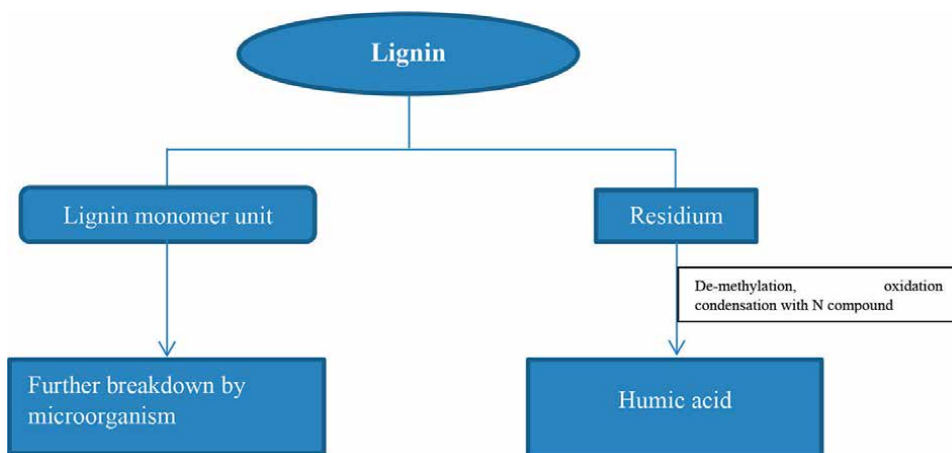 Lignin
Lignin monomer unit
Residium
De-methylation, oxidation
condensation with N compound
Further breakdown by
microorganism
Humic acid